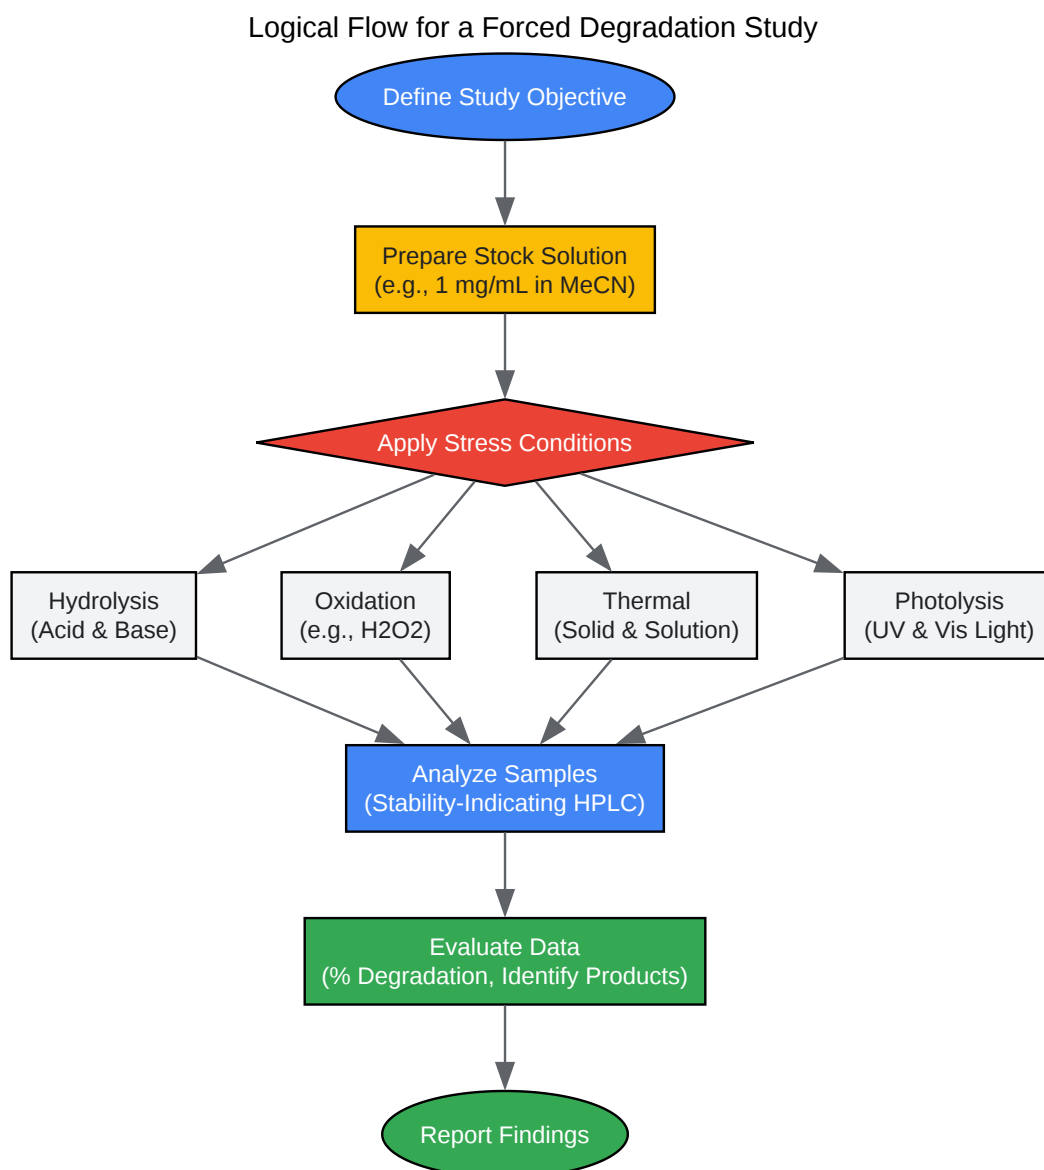 Logical Flow for a Forced Degradation Study
Define Study Objective
Prepare Stock Solution
(e.g., 1 mg/mL in MeCN)
Apply Stress Conditions
Hydrolysis
(Acid & Base)
Oxidation
(e.g., H2O2)
Thermal
(Solid & Solution)
Photolysis
(UV & Vis Light)
Analyze Samples
(Stability-Indicating HPLC)
Evaluate Data
(% Degradation, Identify Products)
Report Findings